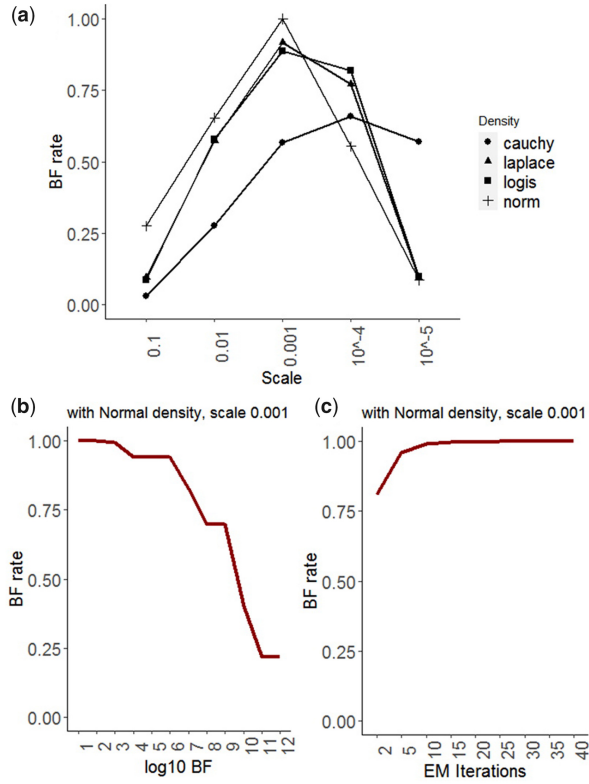 (a)
1.00
0.75
0.50
0.25
0.00
BF rate
0.1
0.01
0.001
10^-4
10^-5
Scale
Density
cauchy
laplace
logis
norm
(b)
with Normal density, scale 0.001
1.00
0.75
0.50
0.25
0.00
BF rate
1 2 3 4 5 6 7 8 9 10 11 12
log10 BF
(c)
with Normal density, scale 0.001
1.00
0.75
0.50
0.25
0.00
BF rate
2 5 10 15 20 25 30 35 40
EM Iterations